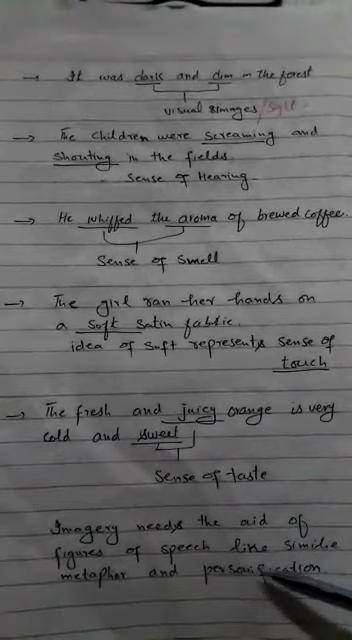 → It was dark and dim in the forest
visual images/sight.
→ The children were screaming and
shouting in the fields.
- Sense of Hearing
→ He whiffed the aroma of brewed coffee.
Sense of Smell
→ The girl ran her hands on
a soft satin fabric.
idea of soft represents sense of
touch
→ The fresh and juicy orange is very
cold and sweet
Sense of taste
Imagery needs the aid of
figures of speech like similie
metaphor and personification